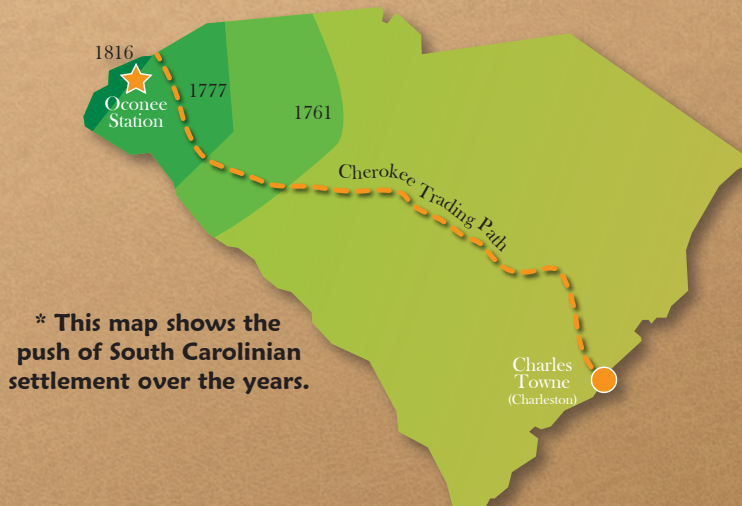 1816
1777
1761
Oconee
Station
Cherokee Trading Path
* This map shows the
push of South Carolinian
settlement over the years.
Charles
Towne
(Charleston)